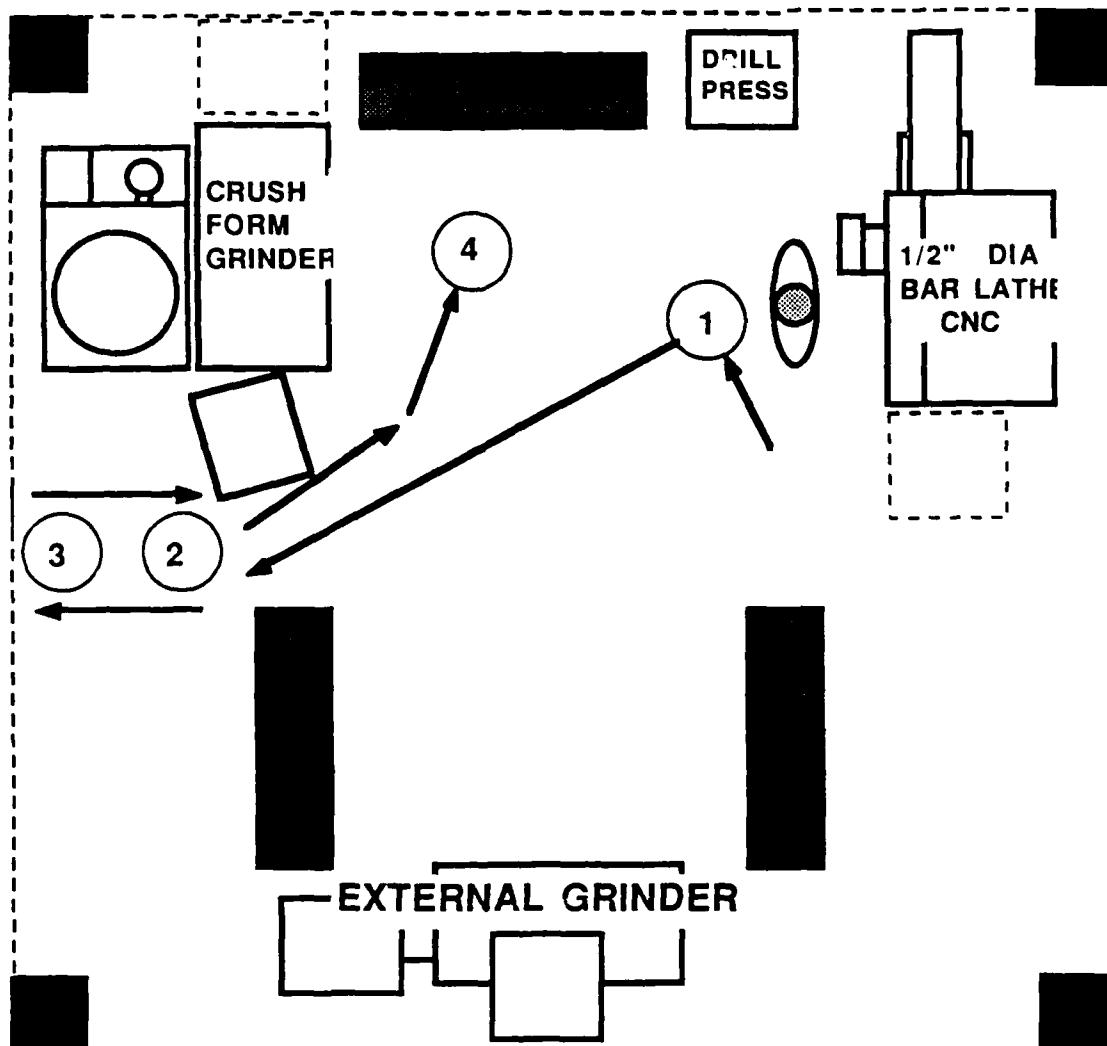 DRILL
PRESS
CRUSH
FORM
GRINDER
4
1/2" DIA
BAR LATHE
CNC
1
3
2
EXTERNAL GRINDER